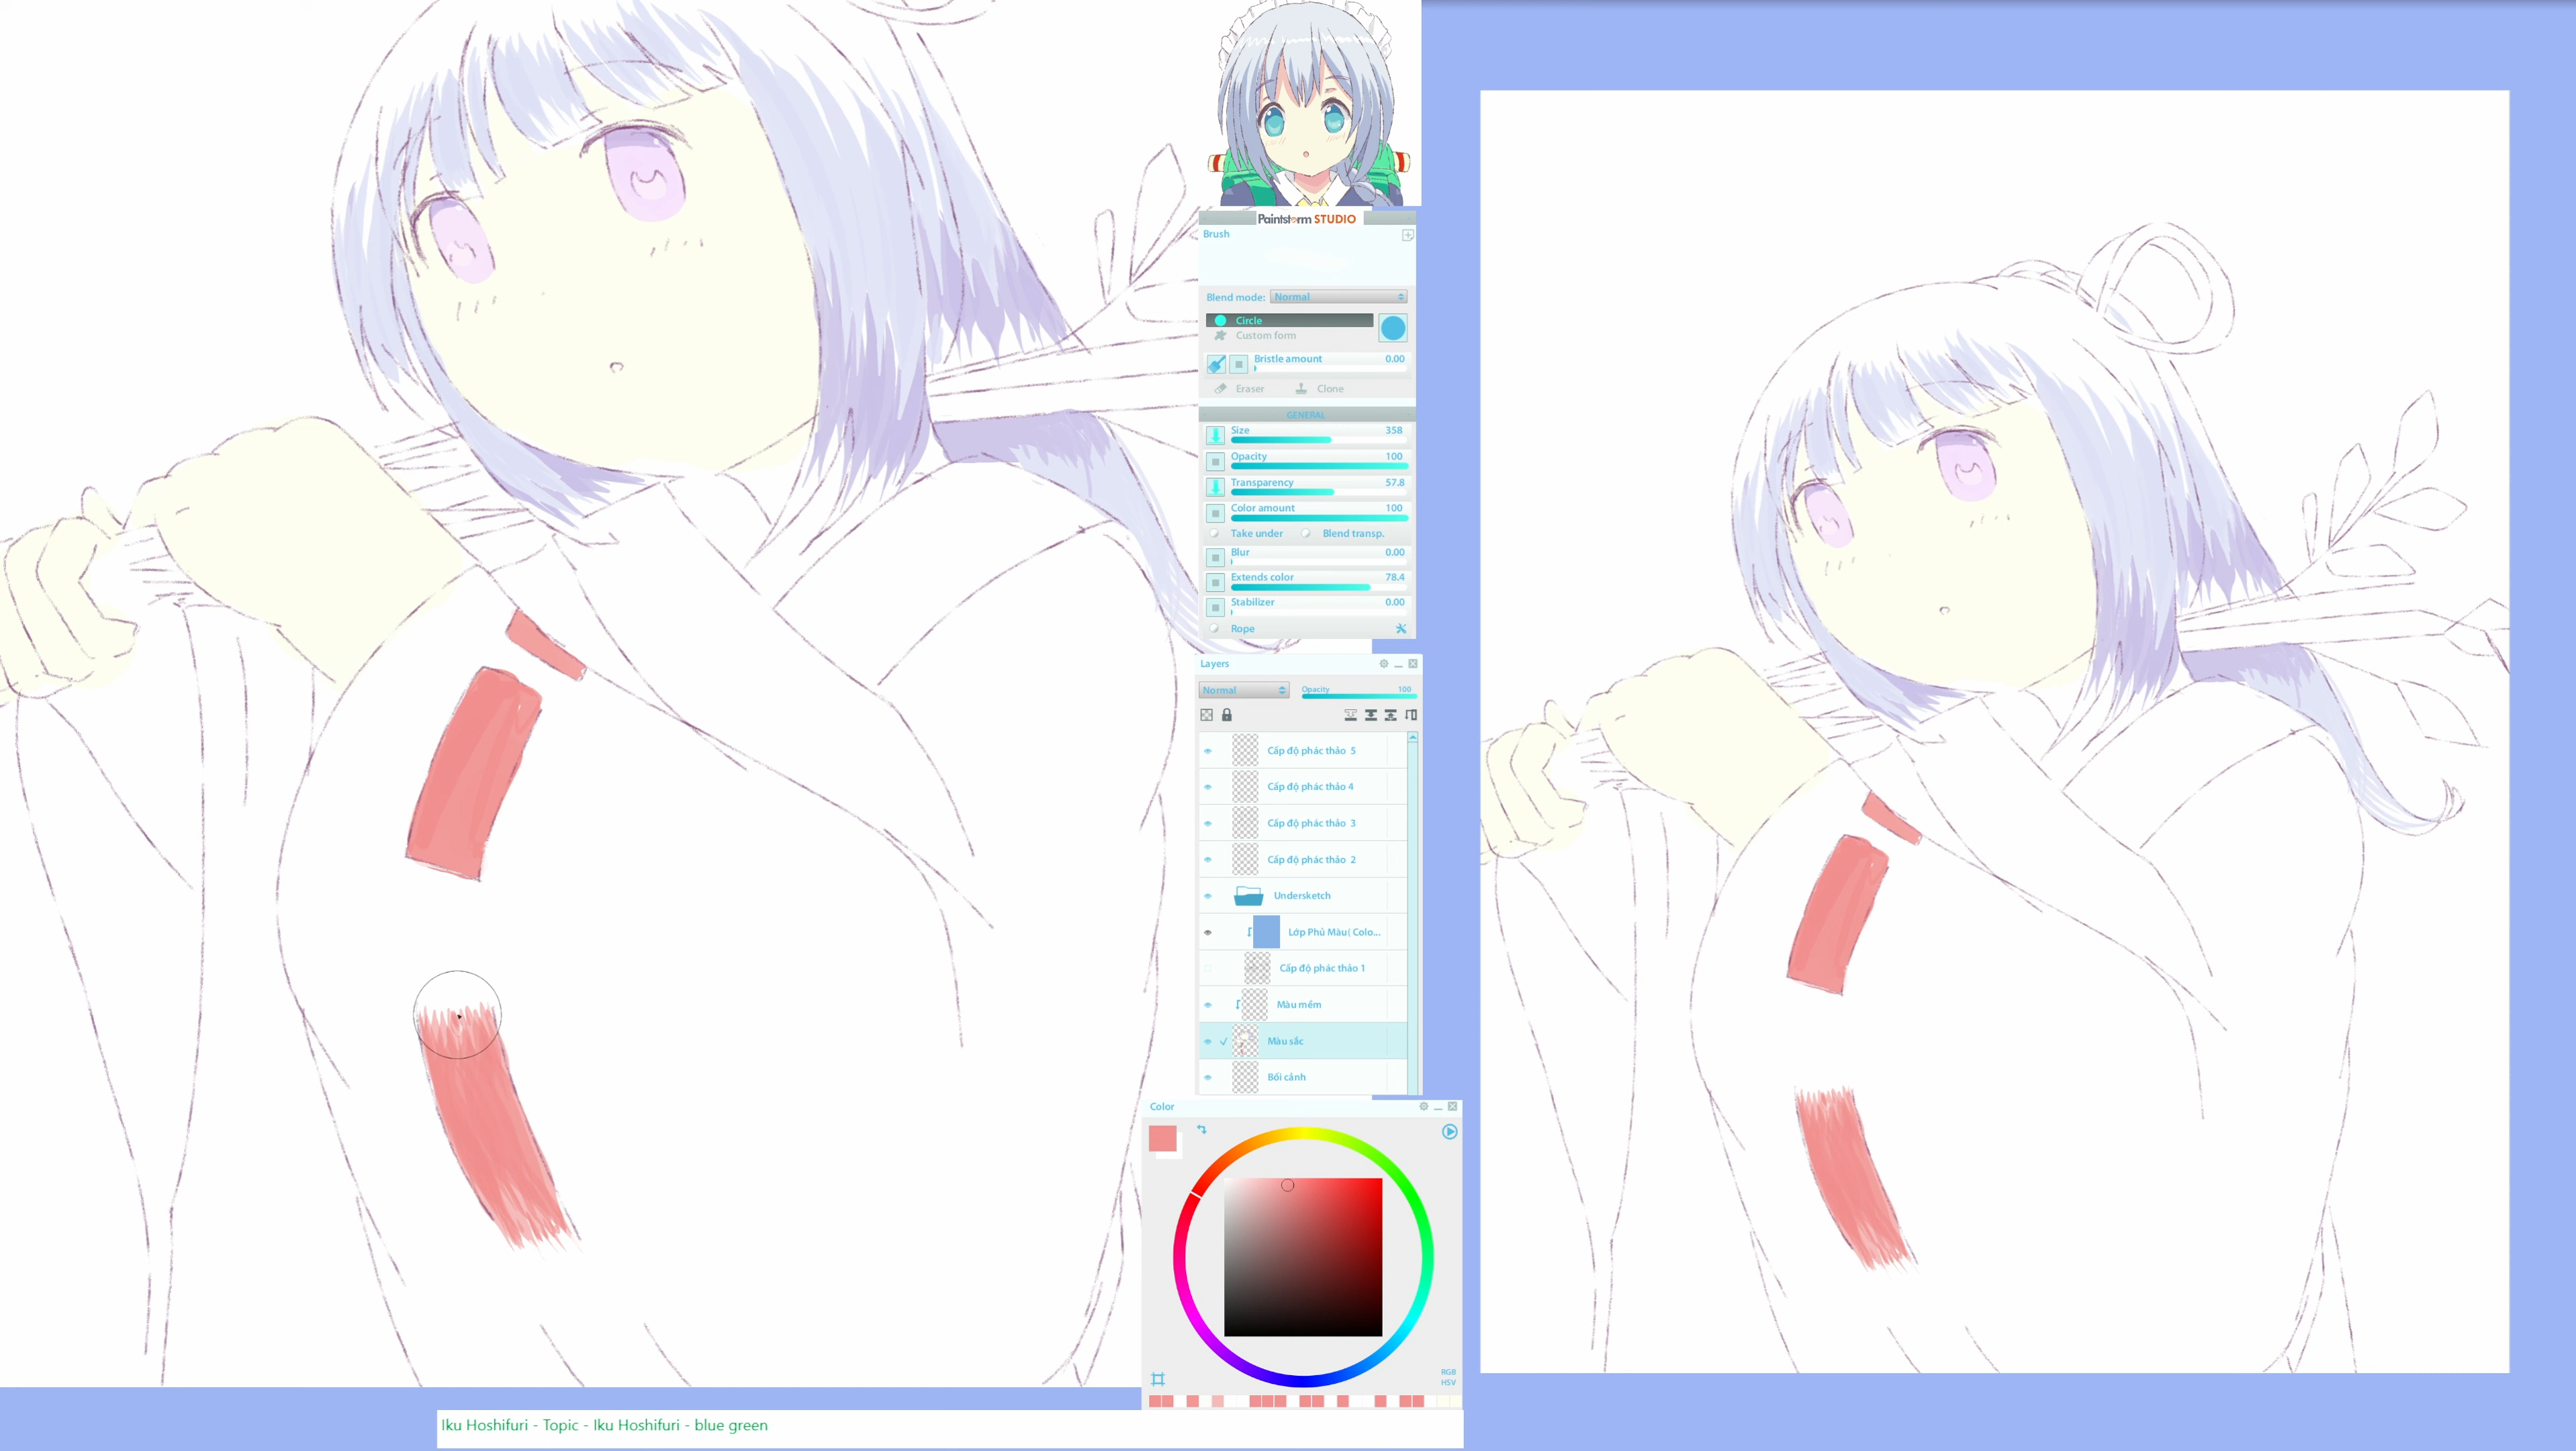 Paintstorm STUDIO
Brush
Blend mode: Normal
Circle
Custom form
Bristle amount 0.00
Eraser Clone
GENERAL
Size 358
Opacity 100
Transparency 57.8
Color amount 100
Take under Blend transp.
Blur 0.00
Extends color 78.4
Stabilizer 0.00
Rope
Layers
Normal Opacity 100
Cấp độ phác thảo 5
Cấp độ phác thảo 4
Cấp độ phác thảo 3
Cấp độ phác thảo 2
Undersketch
Lớp Phủ Màu( Colo...
Cấp độ phác thảo 1
Màu mềm
Màu sắc
Bối cảnh
Color
RGB
HSV
Iku Hoshifuri - Topic - Iku Hoshifuri - blue green